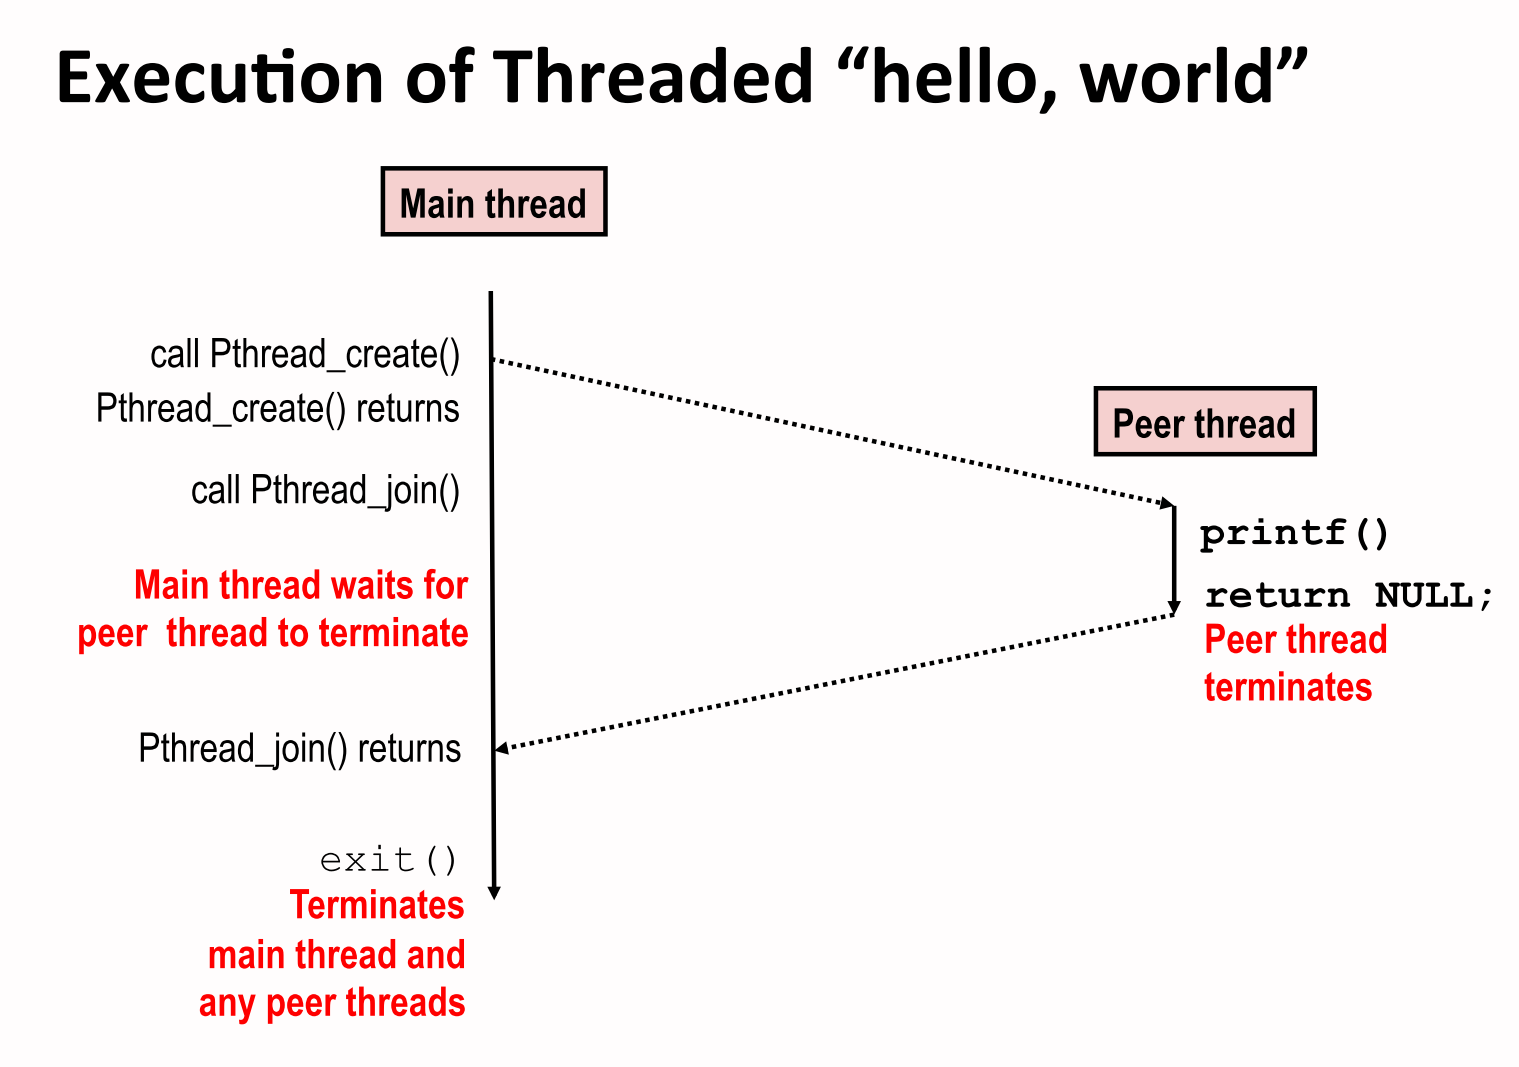 Execution of Threaded “hello, world”
Main thread
call Pthread_create()
Pthread_create() returns
call Pthread_join()
Main thread waits for
peer  thread to terminate
Pthread_join() returns
exit()
Terminates
main thread and
any peer threads
Peer thread
printf()
return NULL;
Peer thread
terminates